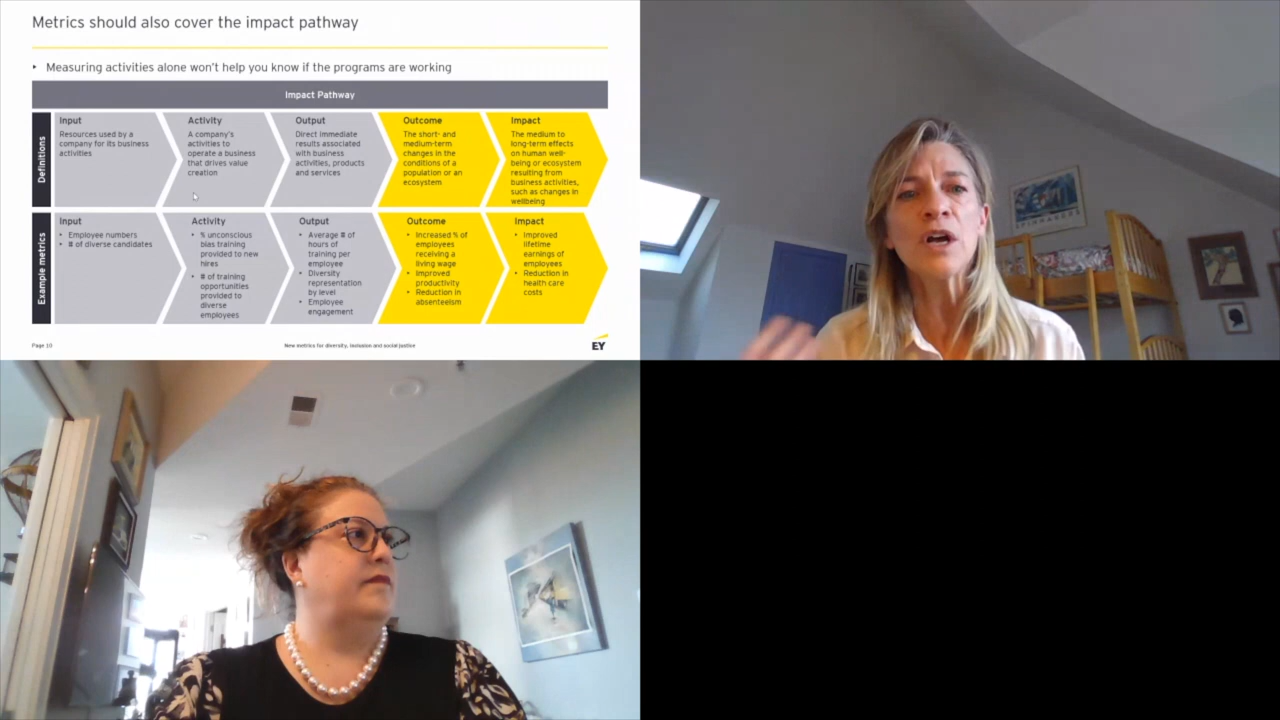 Metrics should also cover the impact pathway
Measuring activities alone won't help you know if the programs are working
Impact Pathway
Definitions
Input
Resources used by a
company for its business
activities
Activity
A company's
activities to
operate a business
that drives value
creation
Output
Direct immediate
results associated
with business
activities, products
and services
Outcome
The short- and
medium-term
changes in the
conditions of a
population or an
ecosystem
Impact
The medium to
long-term effects
on human well-
being or ecosystem
resulting from
business activities,
such as changes in
wellbeing
Example metrics
Input
• Employee numbers
• # of diverse candidates
Activity
• % unconscious
bias training
provided to new
hires
• # of training
opportunities
provided to
diverse
employees
Output
• Average # of
hours of
training per
employee
• Diversity
representation
by level
• Employee
engagement
Outcome
• Increased % of
employees
receiving a
living wage
• Improved
productivity
• Reduction in
absenteeism
Impact
• Improved
lifetime
earnings of
employees
• Reduction in
health care
costs
Page 10
New metrics for diversity, inclusion and social justice
EY